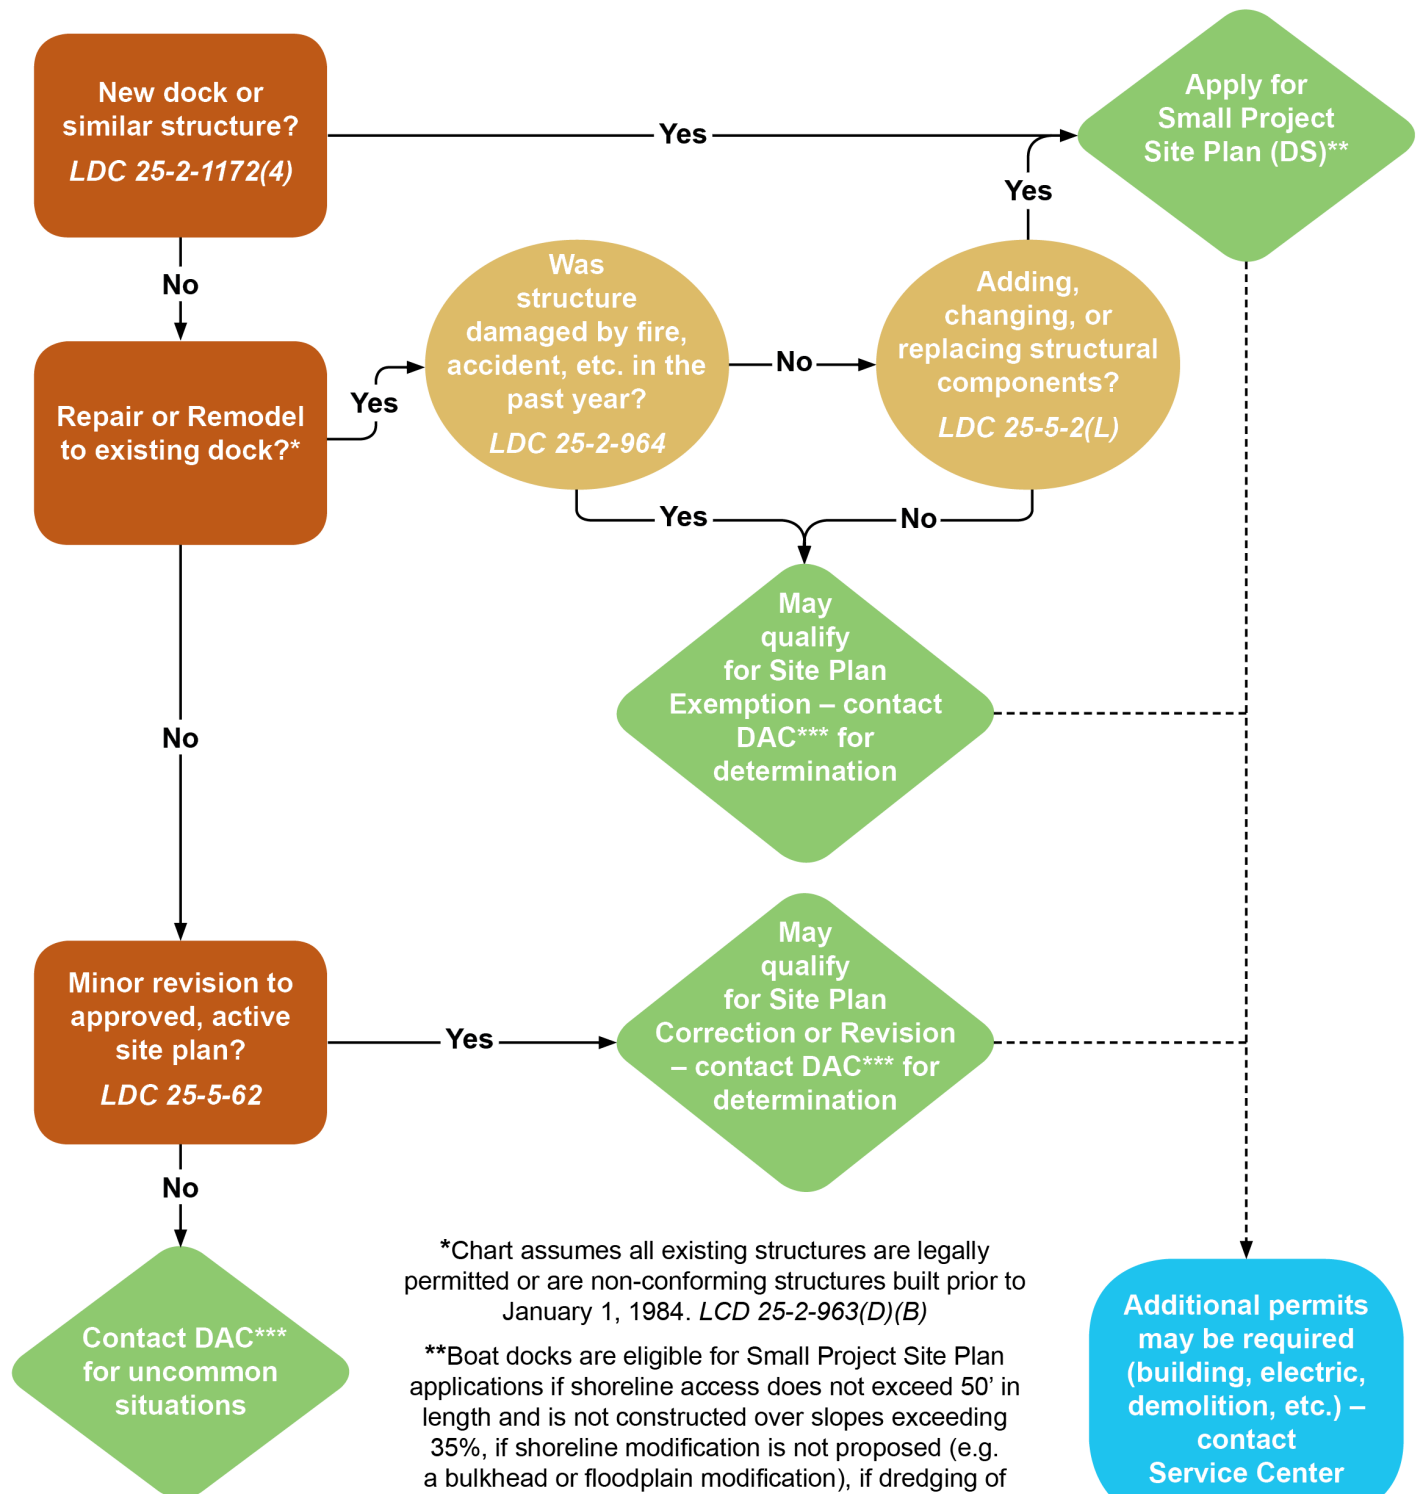 New dock or
similar structure?
LDC 25-2-1172(4)
Yes
Apply for
Small Project
Site Plan (DS)**
No
Yes
Repair or Remodel
to existing dock?*
Yes
Was
structure
damaged by fire,
accident, etc. in the
past year?
LDC 25-2-964
No
Adding,
changing, or
replacing structural
components?
LDC 25-5-2(L)
Yes
No
May
qualify
for Site Plan
Exemption – contact
DAC*** for
determination
No
Minor revision to
approved, active
site plan?
LDC 25-5-62
Yes
May
qualify
for Site Plan
Correction or Revision
– contact DAC*** for
determination
No
Contact DAC***
for uncommon
situations
*Chart assumes all existing structures are legally
permitted or are non-conforming structures built prior to
January 1, 1984. LCD 25-2-963(D)(B)
**Boat docks are eligible for Small Project Site Plan
applications if shoreline access does not exceed 50’ in
length and is not constructed over slopes exceeding
35%, if shoreline modification is not proposed (e.g.
a bulkhead or floodplain modification), if dredging of
Additional permits
may be required
(building, electric,
demolition, etc.) –
contact
Service Center